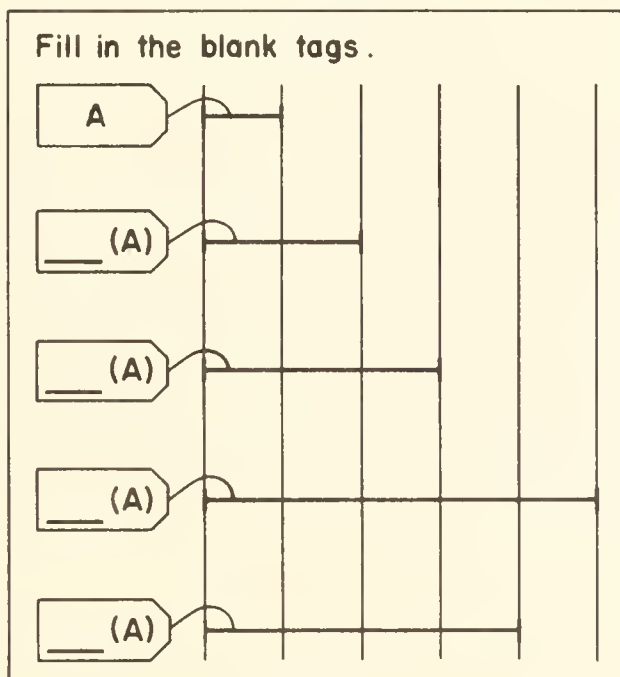 Fill in the blank tags.
A
___ (A)
___ (A)
___ (A)
___ (A)